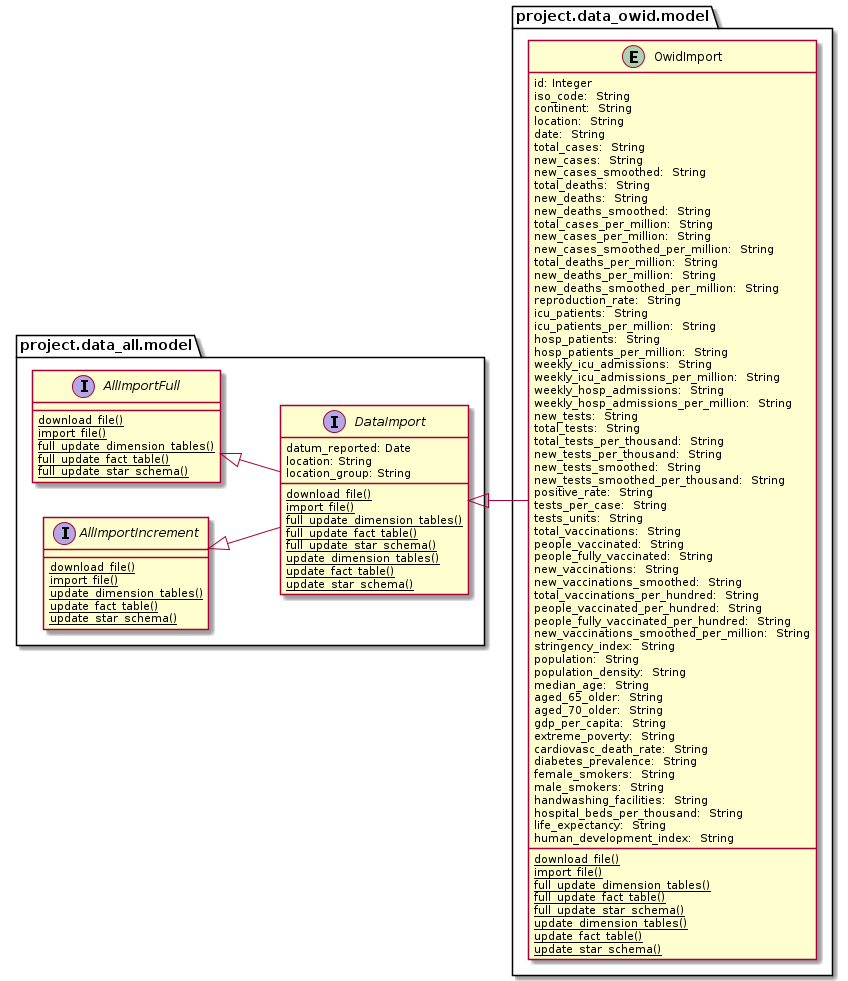 project.data_all.model
I AllImportFull
download_file()
import_file()
full_update_dimension_tables()
full_update_fact_table()
full_update_star_schema()
I AllImportIncrement
download_file()
import_file()
update_dimension_tables()
update_fact_table()
update_star_schema()
I DataImport
datum_reported: Date
location: String
location_group: String
download_file()
import_file()
full_update_dimension_tables()
full_update_fact_table()
full_update_star_schema()
update_dimension_tables()
update_fact_table()
update_star_schema()
project.data_owid.model
E OwidImport
id: Integer
iso_code: String
continent: String
location: String
date: String
total_cases: String
new_cases: String
new_cases_smoothed: String
total_deaths: String
new_deaths: String
new_deaths_smoothed: String
total_cases_per_million: String
new_cases_per_million: String
new_cases_smoothed_per_million: String
total_deaths_per_million: String
new_deaths_per_million: String
new_deaths_smoothed_per_million: String
reproduction_rate: String
icu_patients: String
icu_patients_per_million: String
hosp_patients: String
hosp_patients_per_million: String
weekly_icu_admissions: String
weekly_icu_admissions_per_million: String
weekly_hosp_admissions: String
weekly_hosp_admissions_per_million: String
new_tests: String
total_tests: String
total_tests_per_thousand: String
new_tests_per_thousand: String
new_tests_smoothed: String
new_tests_smoothed_per_thousand: String
positive_rate: String
tests_per_case: String
tests_units: String
total_vaccinations: String
people_vaccinated: String
people_fully_vaccinated: String
new_vaccinations: String
new_vaccinations_smoothed: String
total_vaccinations_per_hundred: String
people_vaccinated_per_hundred: String
people_fully_vaccinated_per_hundred: String
new_vaccinations_smoothed_per_million: String
stringency_index: String
population: String
population_density: String
median_age: String
aged_65_older: String
aged_70_older: String
gdp_per_capita: String
extreme_poverty: String
cardiovasc_death_rate: String
diabetes_prevalence: String
female_smokers: String
male_smokers: String
handwashing_facilities: String
hospital_beds_per_thousand: String
life_expectancy: String
human_development_index: String
download_file()
import_file()
full_update_dimension_tables()
full_update_fact_table()
full_update_star_schema()
update_dimension_tables()
update_fact_table()
update_star_schema()